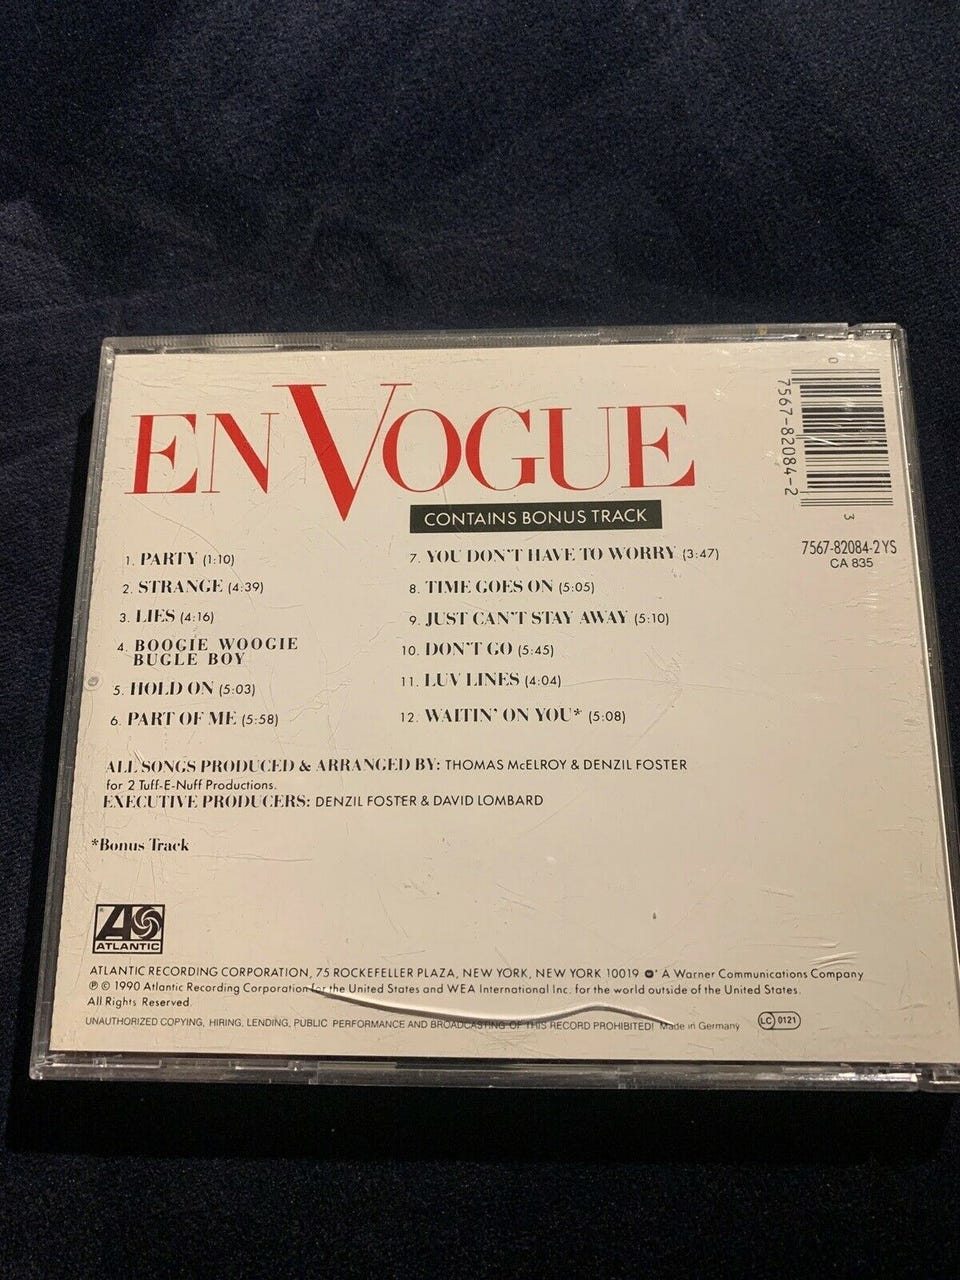 EN VOGUE
CONTAINS BONUS TRACK
1. PARTY (1:10)
2. STRANGE (4:39)
3. LIES (4:16)
4. BOOGIE WOOGIE
BUGLE BOY
5. HOLD ON (5:03)
6. PART OF ME (5:58)
7. YOU DON'T HAVE TO WORRY (3:47)
8. TIME GOES ON (5:05)
9. JUST CAN'T STAY AWAY (5:10)
10. DON'T GO (5:45)
11. LUV LINES (4:04)
12. WAITIN' ON YOU* (5:08)
0
7567-82084-2
3
7567-82084-2 YS
CA 835
ALL SONGS PRODUCED & ARRANGED BY: THOMAS McELROY & DENZIL FOSTER
for 2 Tuff-E-Nuff Productions.
EXECUTIVE PRODUCERS: DENZIL FOSTER & DAVID LOMBARD
*Bonus Track
ATLANTIC
ATLANTIC RECORDING CORPORATION, 75 ROCKEFELLER PLAZA, NEW YORK, NEW YORK 10019 A Warner Communications Company
℗ © 1990 Atlantic Recording Corporation for the United States and WEA International Inc. for the world outside of the United States.
All Rights Reserved.
UNAUTHORIZED COPYING, HIRING, LENDING, PUBLIC PERFORMANCE AND BROADCASTING OF THIS RECORD PROHIBITED! Made in Germany
LC 0121